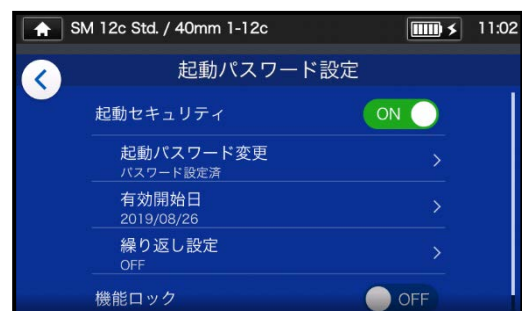 SM 12c Std. / 40mm 1-12c 11:02
起動パスワード設定
起動セキュリティ ON
起動パスワード変更
パスワード設定済
有効開始日
2019/08/26
繰り返し設定
OFF
機能ロック OFF